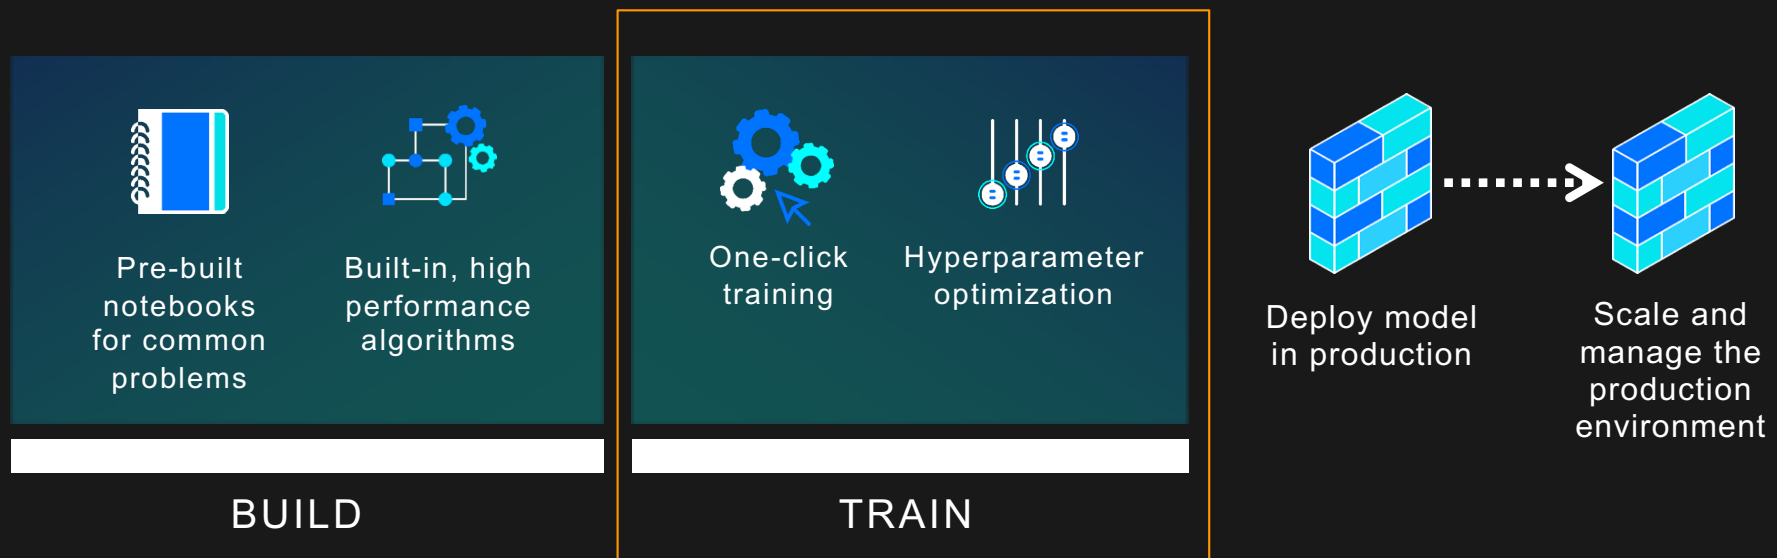 Pre-built
notebooks
for common
problems
Built-in, high
performance
algorithms
BUILD
One-click
training
Hyperparameter
optimization
TRAIN
Deploy model
in production
Scale and
manage the
production
environment